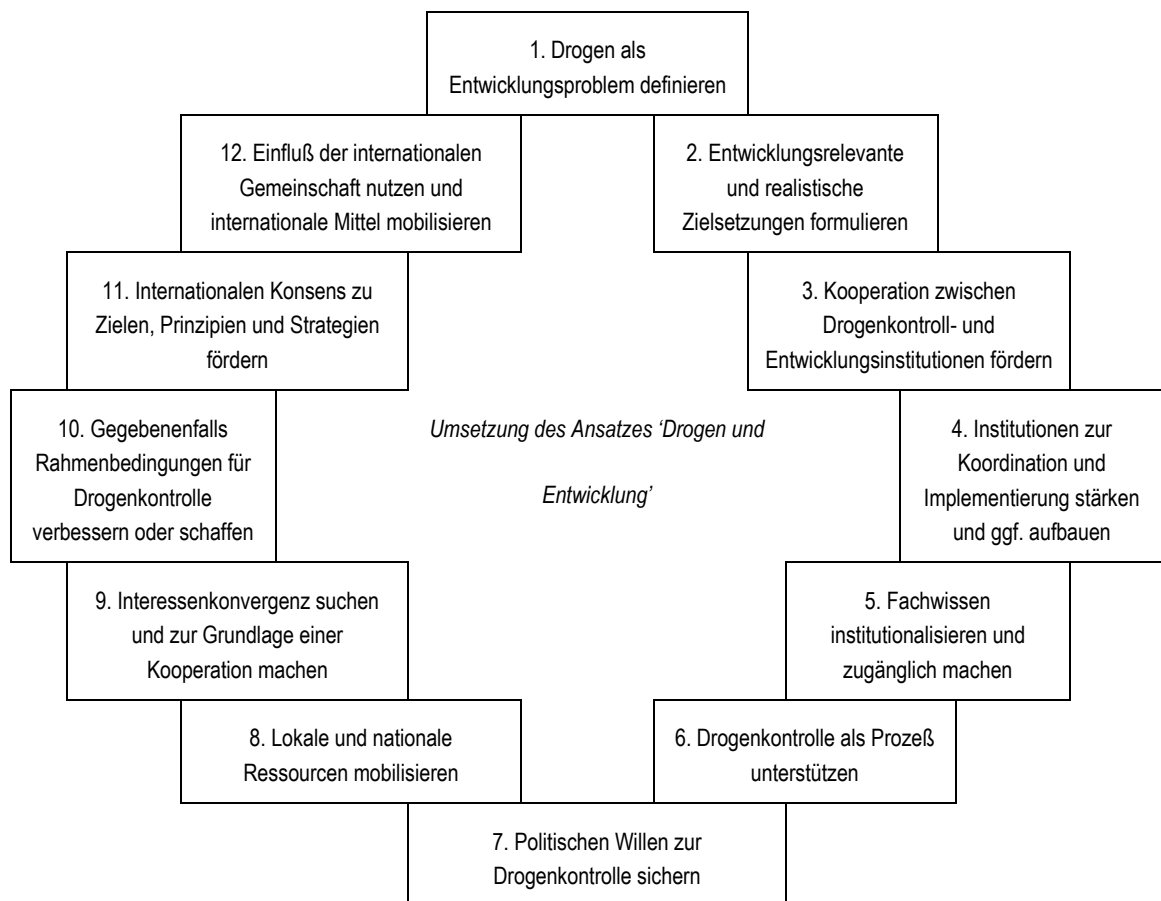 1. Drogen als
Entwicklungsproblem definieren
12. Einfluß der internationalen
Gemeinschaft nutzen und
internationale Mittel mobilisieren
2. Entwicklungsrelevante
und realistische
Zielsetzungen formulieren
11. Internationalen Konsens zu
Zielen, Prinzipien und Strategien
fördern
3. Kooperation zwischen
Drogenkontroll- und
Entwicklungsinstitutionen fördern
10. Gegebenenfalls
Rahmenbedingungen für
Drogenkontrolle
verbessern oder schaffen
Umsetzung des Ansatzes ‘Drogen und
Entwicklung’
4. Institutionen zur
Koordination und
Implementierung stärken
und ggf. aufbauen
9. Interessenkonvergenz suchen
und zur Grundlage einer
Kooperation machen
5. Fachwissen
institutionalisieren und
zugänglich machen
8. Lokale und nationale
Ressourcen mobilisieren
6. Drogenkontrolle als Prozeß
unterstützen
7. Politischen Willen zur
Drogenkontrolle sichern